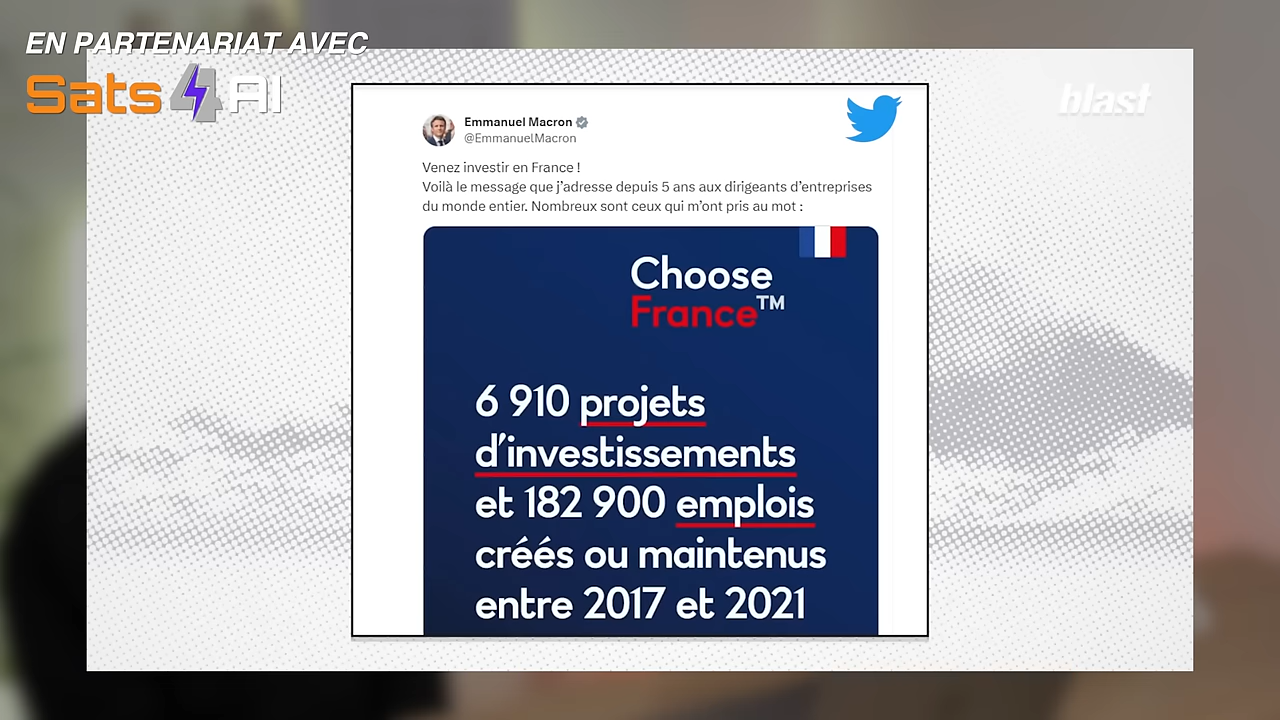 EN PARTENARIAT AVEC
Sats4AI
blast
Emmanuel Macron
@EmmanuelMacron
Venez investir en France !
Voilà le message que j’adresse depuis 5 ans aux dirigeants d’entreprises
du monde entier. Nombreux sont ceux qui m’ont pris au mot :
Choose
France™
6 910 projets
d’investissements
et 182 900 emplois
créés ou maintenus
entre 2017 et 2021